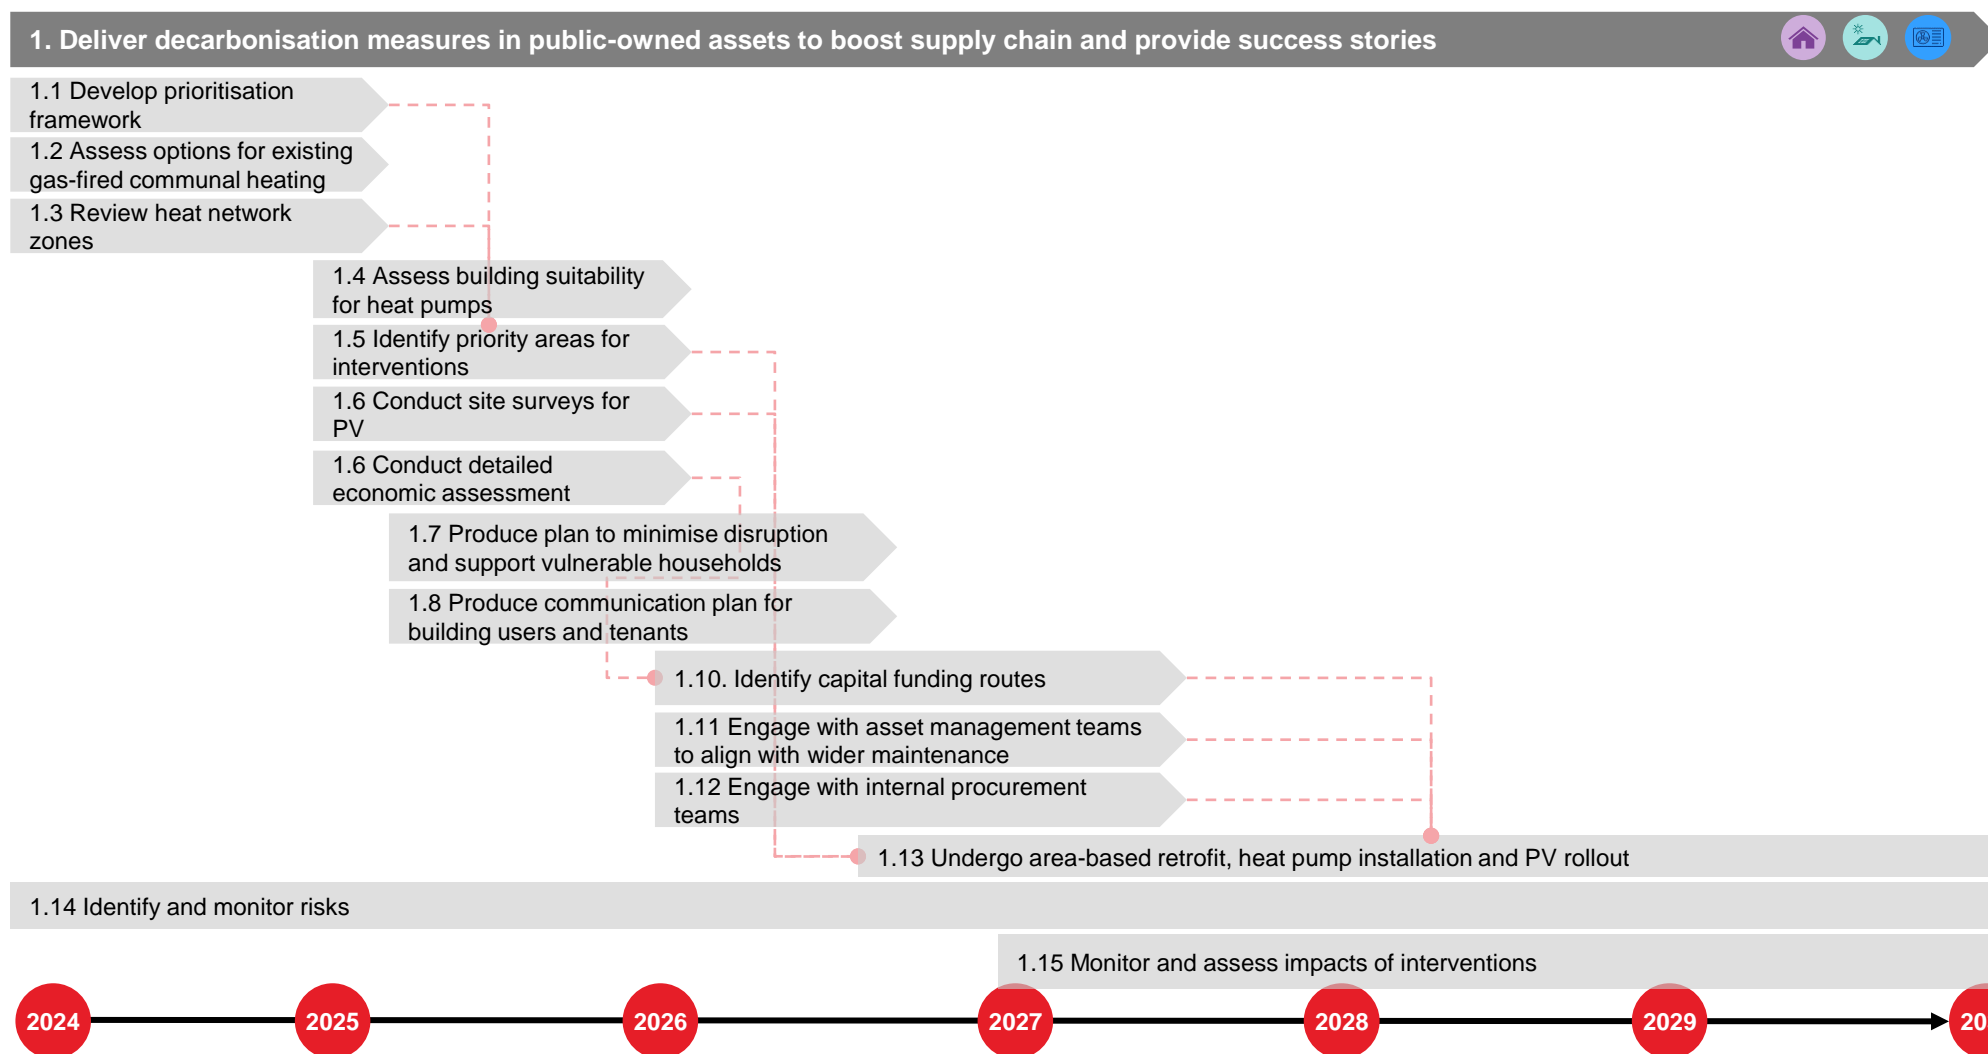 1. Deliver decarbonisation measures in public-owned assets to boost supply chain and provide success stories
1.1 Develop prioritisation
framework
1.2 Assess options for existing
gas-fired communal heating
1.3 Review heat network
zones
1.4 Assess building suitability
for heat pumps
1.5 Identify priority areas for
interventions
1.6 Conduct site surveys for
PV
1.6 Conduct detailed
economic assessment
1.7 Produce plan to minimise disruption
and support vulnerable households
1.8 Produce communication plan for
building users and tenants
1.10. Identify capital funding routes
1.11 Engage with asset management teams
to align with wider maintenance
1.12 Engage with internal procurement
teams
1.13 Undergo area-based retrofit, heat pump installation and PV rollout
1.14 Identify and monitor risks
1.15 Monitor and assess impacts of interventions
2024 2025 2026 2027 2028 2029 20